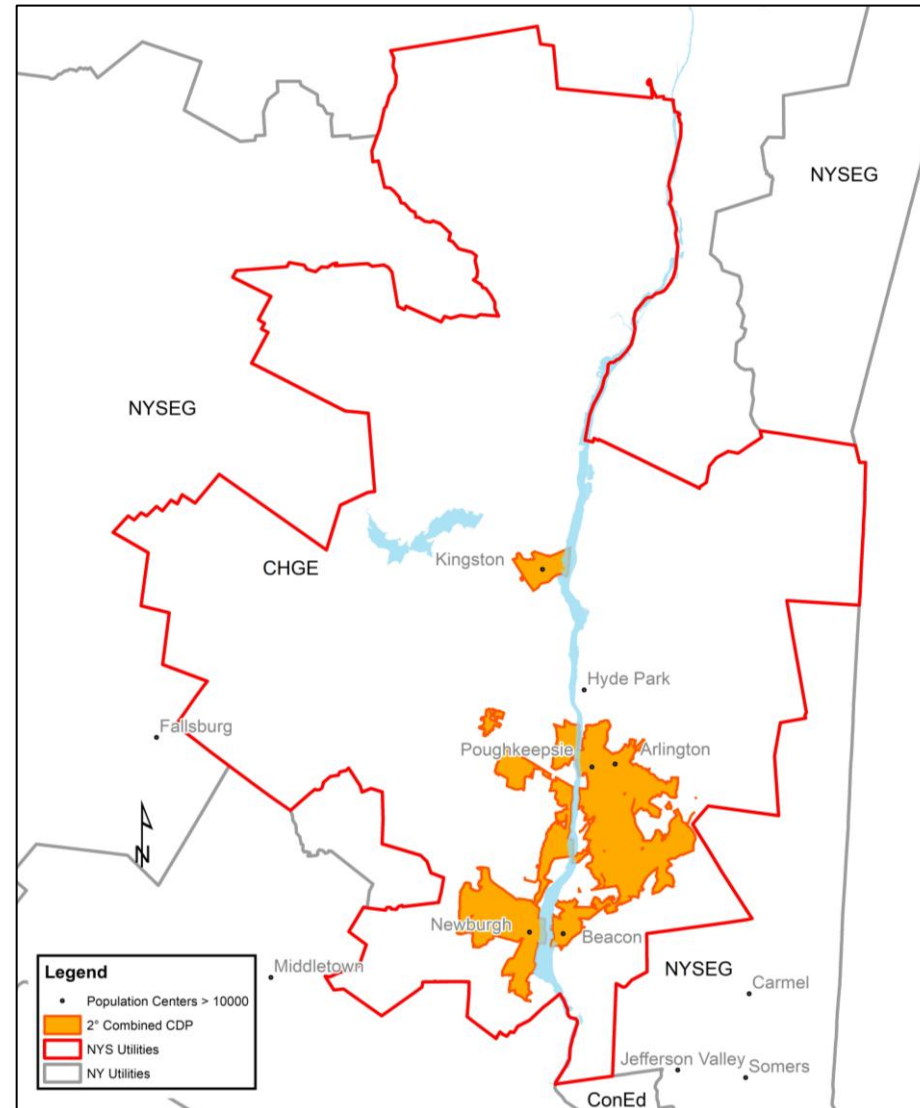 NYSEG
NYSEG
CHGE
Kingston
Hyde Park
Fallsburg
Poughkeepsie
Arlington
N
Newburgh
Beacon
NYSEG
Middletown
Carmel
Jefferson Valley
Somers
ConEd
Legend
Population Centers > 10000
2° Combined CDP
NYS Utilities
NY Utilities